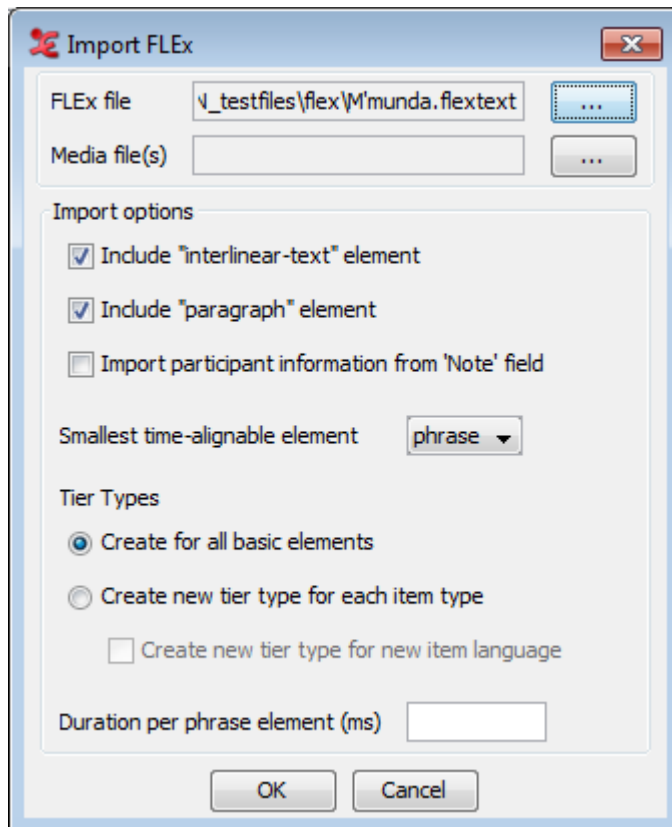 Import FLEx
FLEx file \_testfiles\flex\M'munda.flextext ...
Media file(s) ...
Import options
Include "interlinear-text" element
Include "paragraph" element
Import participant information from 'Note' field
Smallest time-alignable element phrase
Tier Types
Create for all basic elements
Create new tier type for each item type
Create new tier type for new item language
Duration per phrase element (ms)
OK Cancel